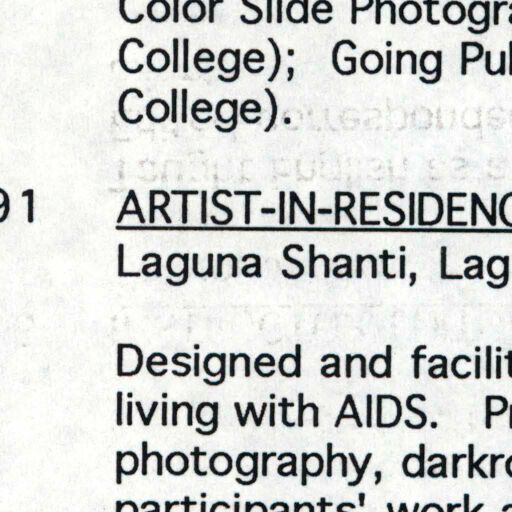 Color Slide Photogra
College); Going Pul
College).
91 ARTIST-IN-RESIDENC
Laguna Shanti, Lag
Designed and facilit
living with AIDS. Pr
photography, darkro
participants' work a